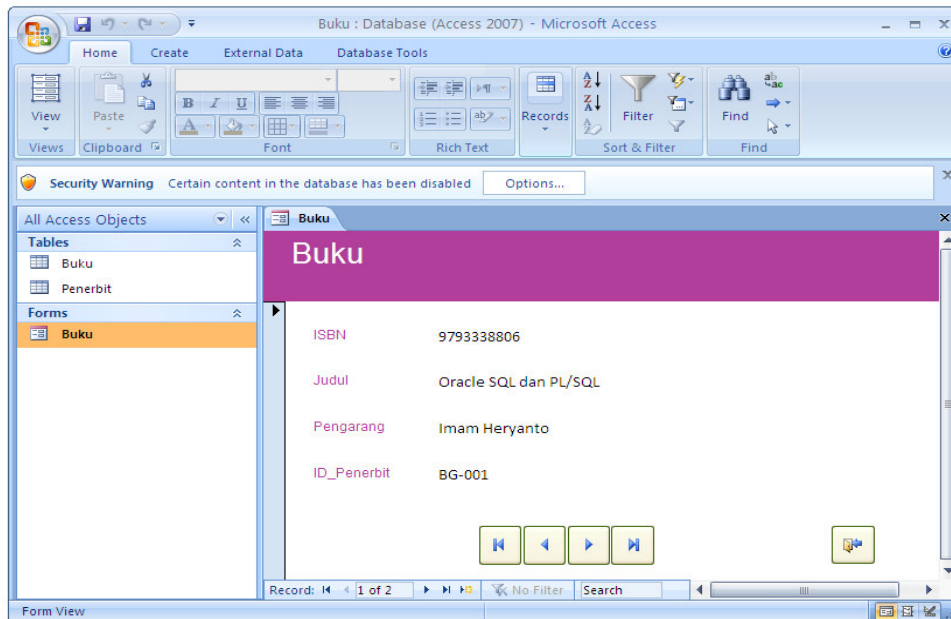 Buku : Database (Access 2007) - Microsoft Access
Home Create External Data Database Tools
View Paste B I U Records Filter Find
Views Clipboard Font Rich Text Sort & Filter Find
Security Warning Certain content in the database has been disabled Options...
All Access Objects
Tables
Buku
Penerbit
Forms
Buku
Buku
Buku
ISBN 9793338806
Judul Oracle SQL dan PL/SQL
Pengarang Imam Heryanto
ID_Penerbit BG-001
Record: 1 of 2 No Filter Search
Form View